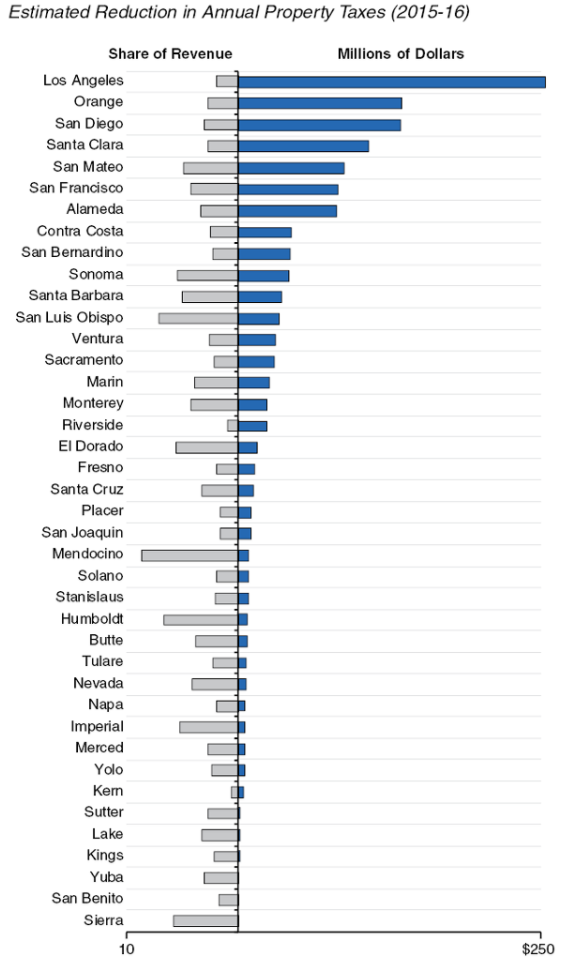 Estimated Reduction in Annual Property Taxes (2015-16)
Share of Revenue Millions of Dollars
Los Angeles
Orange
San Diego
Santa Clara
San Mateo
San Francisco
Alameda
Contra Costa
San Bernardino
Sonoma
Santa Barbara
San Luis Obispo
Ventura
Sacramento
Marin
Monterey
Riverside
El Dorado
Fresno
Santa Cruz
Placer
San Joaquin
Mendocino
Solano
Stanislaus
Humboldt
Butte
Tulare
Nevada
Napa
Imperial
Merced
Yolo
Kern
Sutter
Lake
Kings
Yuba
San Benito
Sierra
10 $250